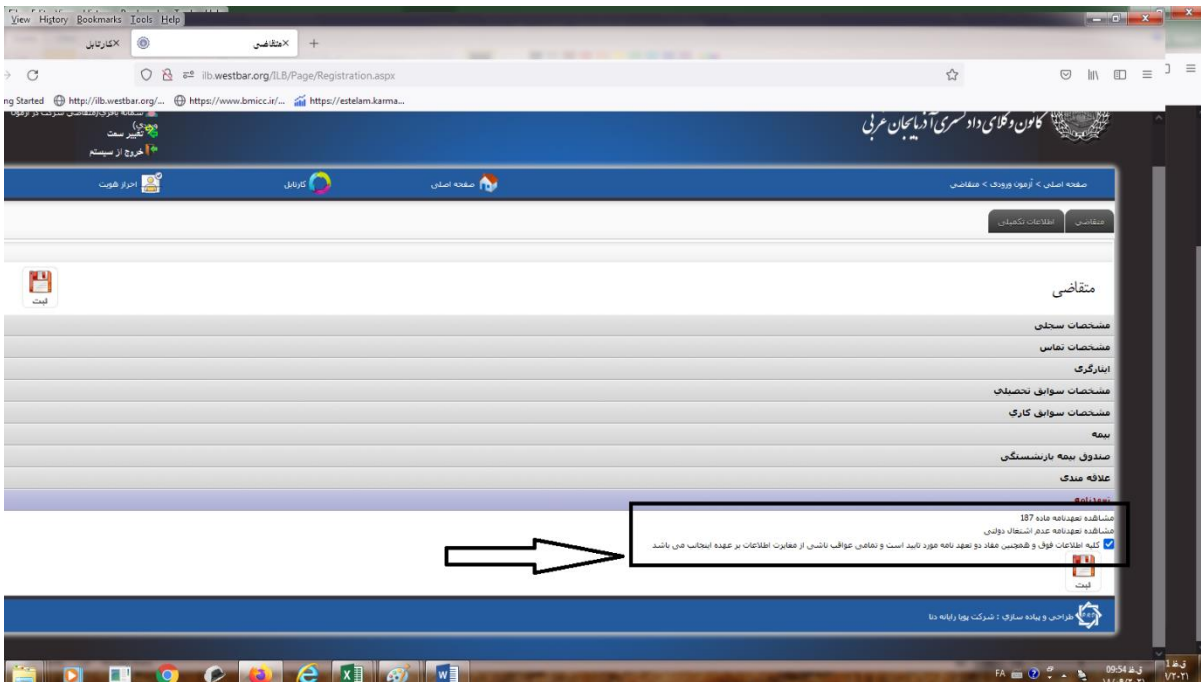 View History Bookmarks Tools Help
متقاضی
کارتابل
ilb.westbar.org/ILB/Page/Registration.aspx
ng Started http://ilb.westbar.org/... https://www.bmicc.ir/... https://estelam.karma...
کانون وکلای دادگستری آذربایجان غربی
تغییر سمت
خروج از سیستم
صفحه اصلی > آزمون ورودی > متقاضی
صفحه اصلی
کارتابل
احراز هویت
متقاضی
اطلاعات تکمیلی
متقاضی
ثبت
مشخصات سجلی
مشخصات تماس
ایثارگری
مشخصات سوابق تحصیلی
مشخصات سوابق کاری
بیمه
صندوق بیمه بازنشستگی
علاقه مندی
تعهدنامه
مشاهده تعهدنامه ماده 187
مشاهده تعهدنامه عدم اشتغال دولتی
کلیه اطلاعات فوق و همچنین مفاد دو تعهد نامه مورد تایید است و تمامی عواقب ناشی از مغایرت اطلاعات بر عهده اینجانب می باشد
ثبت
طراحی و پیاده سازی : شرکت پویا رایانه دنا
FA
09:54 ق.ظ